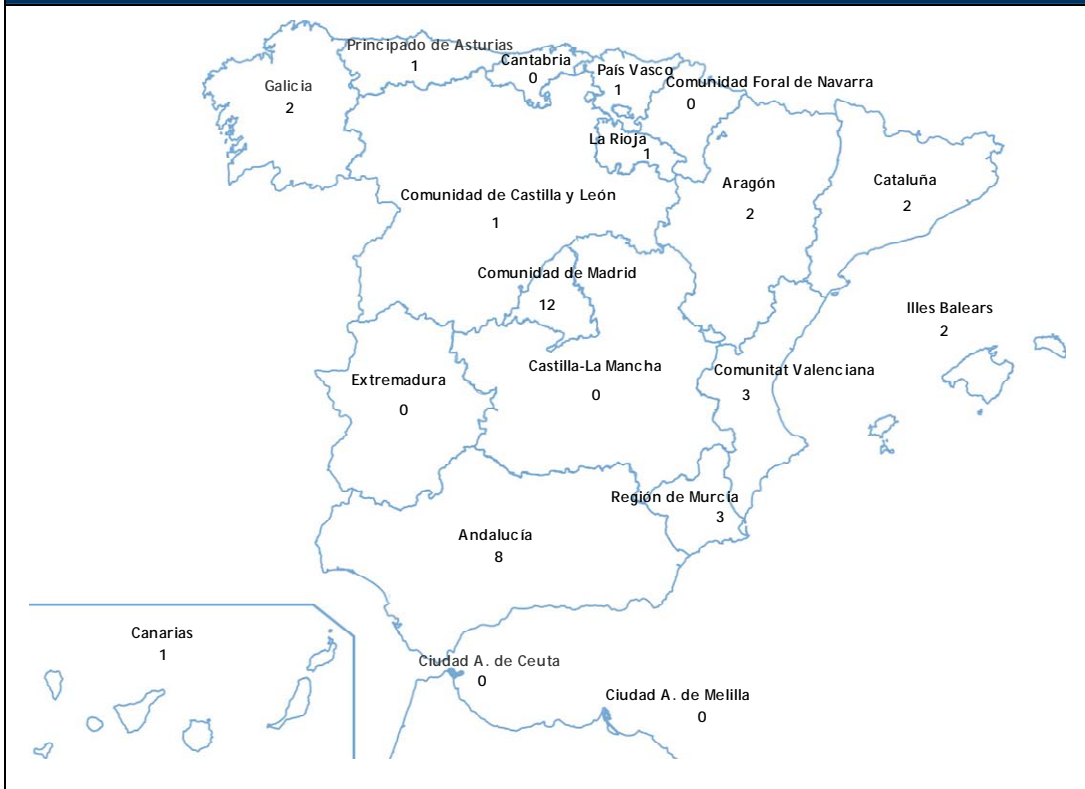 Principado de Asturias
1
Cantabria
0
País Vasco
1
Comunidad Foral de Navarra
0
Galicia
2
La Rioja
1
Aragón
2
Cataluña
2
Comunidad de Castilla y León
1
Comunidad de Madrid
12
Illes Balears
2
Extremadura
0
Castilla-La Mancha
0
Comunitat Valenciana
3
Región de Murcia
3
Andalucía
8
Canarias
1
Ciudad A. de Ceuta
0
Ciudad A. de Melilla
0